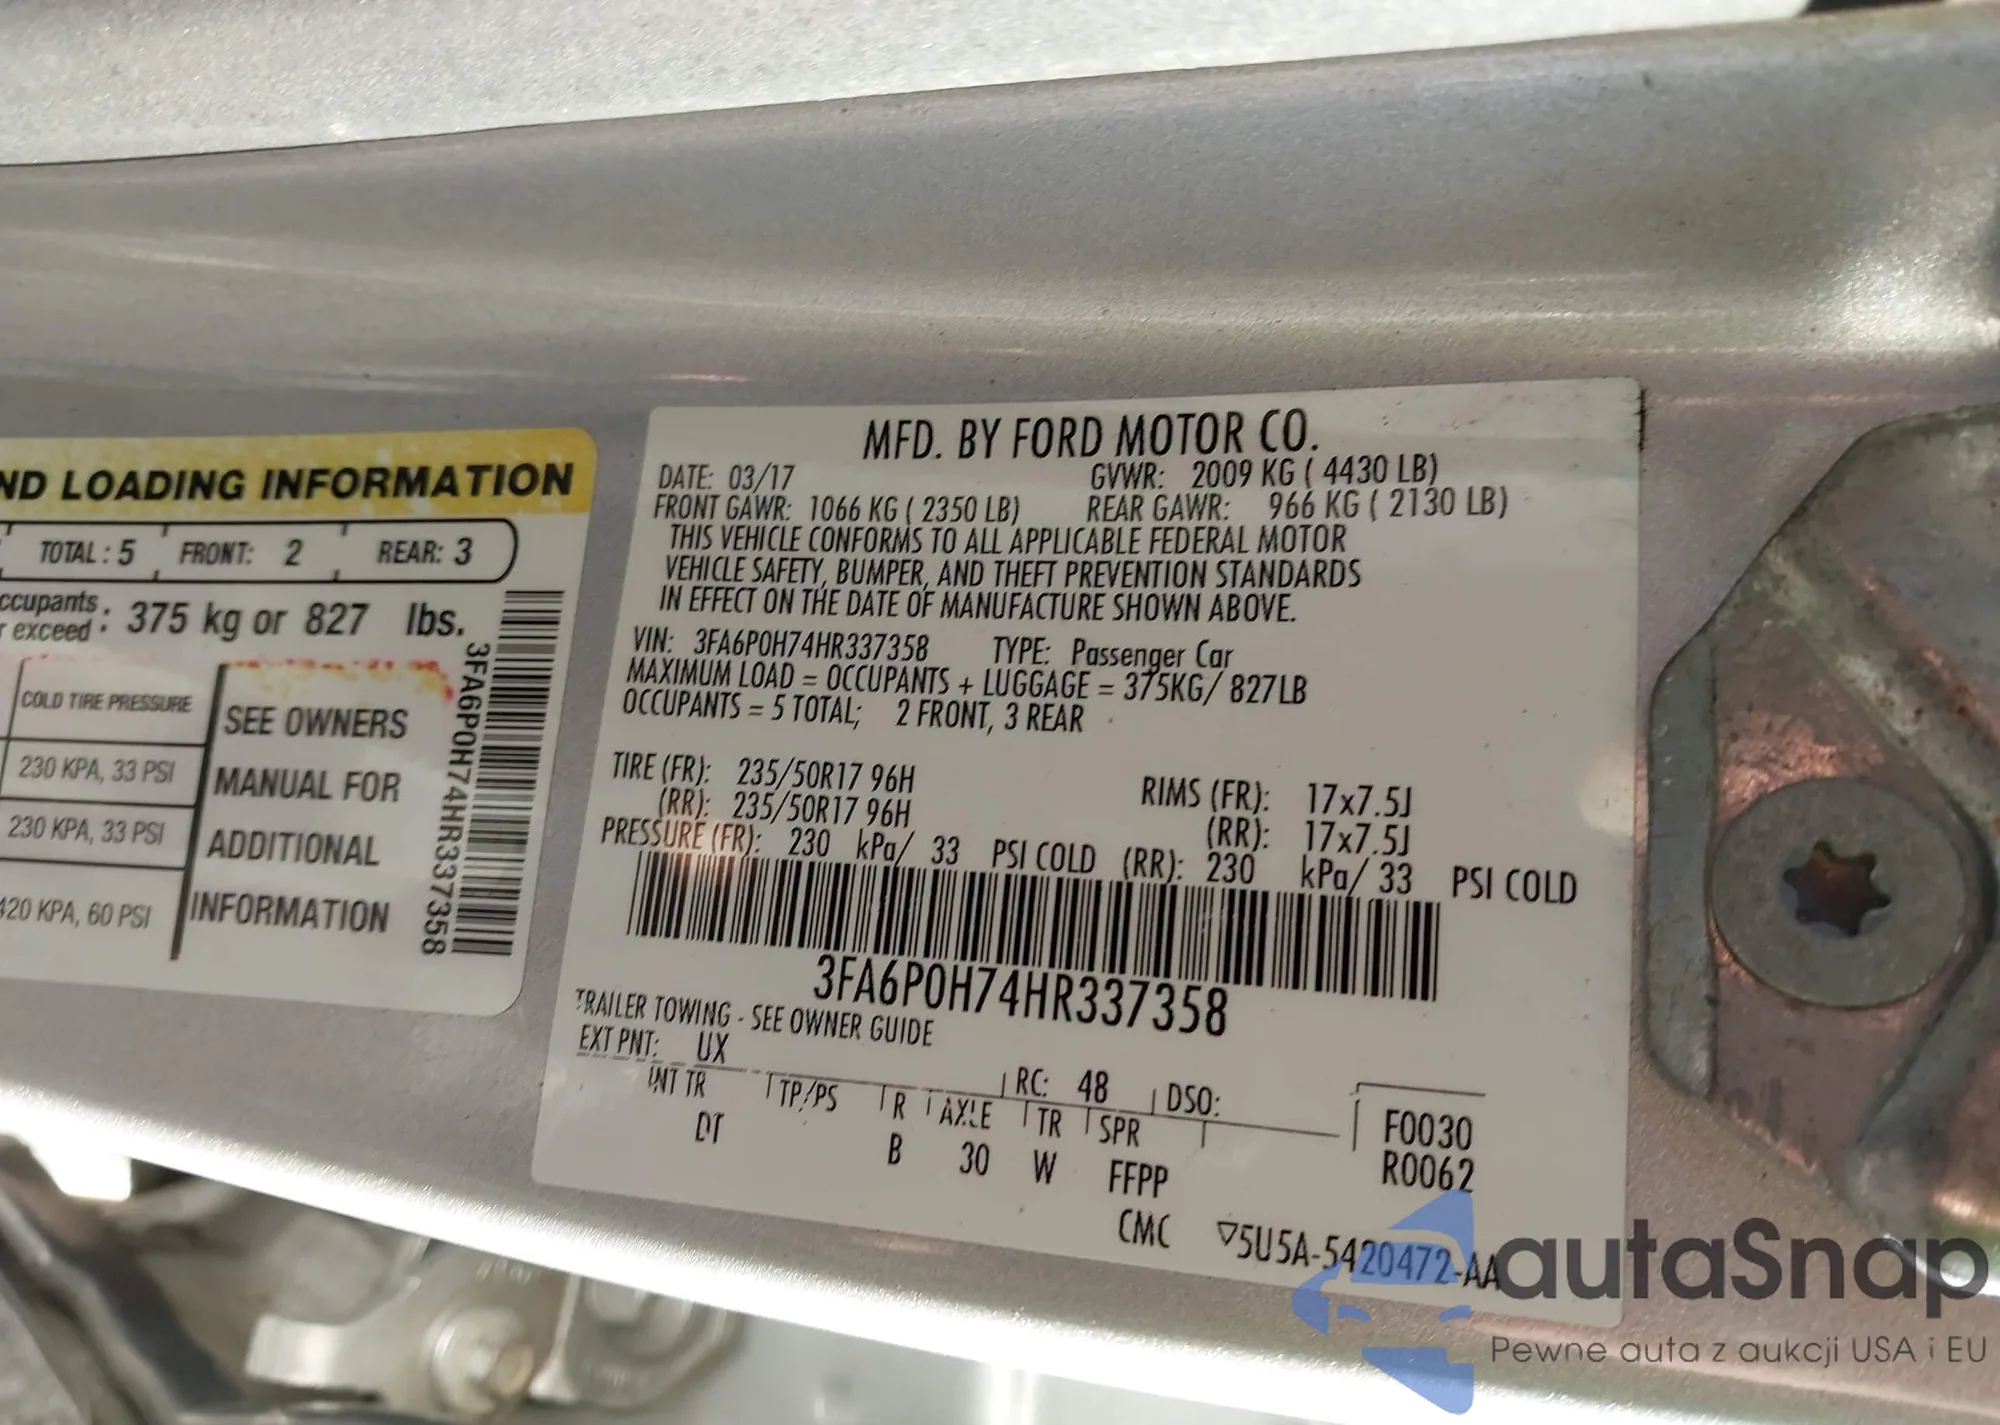 ND LOADING INFORMATION
TOTAL : 5 FRONT: 2 REAR: 3
ccupants
r exceed : 375 kg or 827 lbs.
COLD TIRE PRESSURE
230 KPA, 33 PSI
230 KPA, 33 PSI
420 KPA, 60 PSI
SEE OWNERS
MANUAL FOR
ADDITIONAL
INFORMATION
3FA6P0H74HR337358
MFD. BY FORD MOTOR CO.
DATE: 03/17 GVWR: 2009 KG ( 4430 LB)
FRONT GAWR: 1066 KG ( 2350 LB) REAR GAWR: 966 KG ( 2130 LB)
THIS VEHICLE CONFORMS TO ALL APPLICABLE FEDERAL MOTOR
VEHICLE SAFETY, BUMPER, AND THEFT PREVENTION STANDARDS
IN EFFECT ON THE DATE OF MANUFACTURE SHOWN ABOVE.
VIN: 3FA6P0H74HR337358 TYPE: Passenger Car
MAXIMUM LOAD = OCCUPANTS + LUGGAGE = 375KG/ 827LB
OCCUPANTS = 5 TOTAL; 2 FRONT, 3 REAR
TIRE (FR): 235/50R17 96H RIMS (FR): 17x7.5J
(RR): 235/50R17 96H (RR): 17x7.5J
PRESSURE (FR): 230 kPa/ 33 PSI COLD (RR): 230 kPa/ 33 PSI COLD
3FA6P0H74HR337358
TRAILER TOWING - SEE OWNER GUIDE
EXT PNT: UX RC: 48 DSO:
INT TR TP/PS R AXLE TR SPR F0030
DT B 30 W FFPP R0062
CMC ▽5U5A-5420472-AA
autaSnap
Pewne auta z aukcji USA i EU